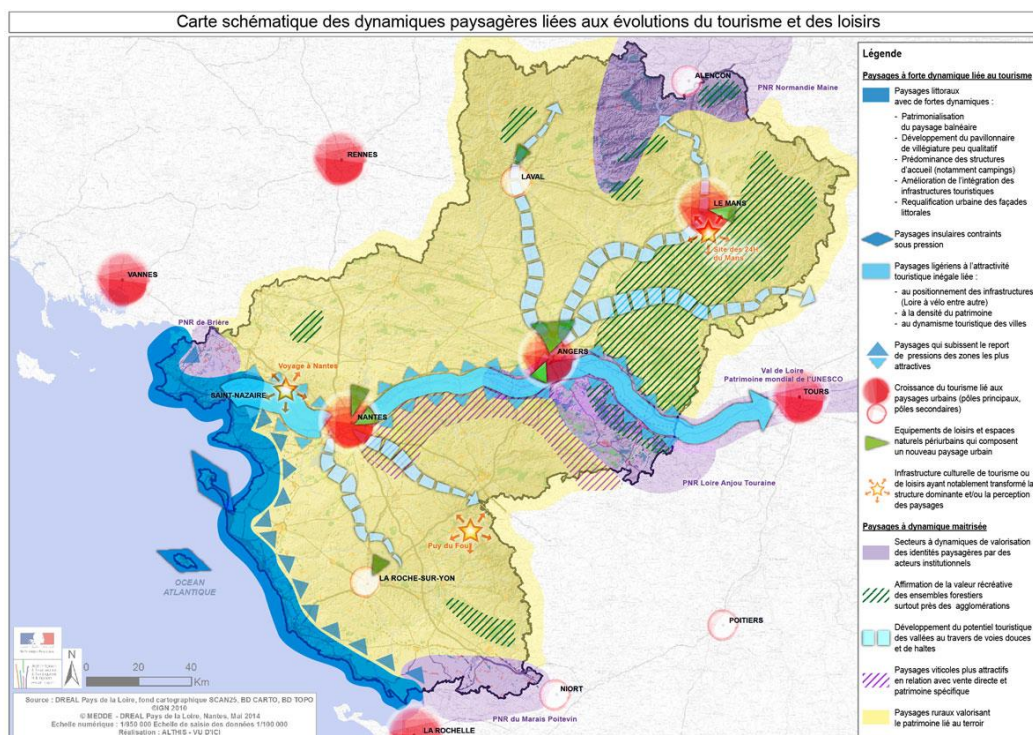 Carte schématique des dynamiques paysagères liées aux évolutions du tourisme et des loisirs
ALENÇON
PNR Normandie Maine
RENNES
LAVAL
LE MANS
Site des 24H
du Mans
VANNES
PNR de Brière
ANGERS
Voyage à Nantes
SAINT-NAZAIRE
NANTES
Val de Loire
Patrimoine mondial de l'UNESCO
TOURS
PNR Loire Anjou Touraine
Puy du Fou
OCEAN
ATLANTIQUE
LA ROCHE-SUR-YON
POITIERS
NIORT
PNR du Marais Poitevin
LA ROCHELLE
N
0 20 40
Km
Source : DREAL Pays de la Loire, fond cartographique SCAN25, BD CARTO, BD TOPO
©IGN 2010
© MEDDE - DREAL Pays de la Loire, Nantes, Mai 2014
Echelle numérique : 1/950 000 Echelle de saisie des données 1/100 000
Réalisation : ALTHIS - VU D'ICI
Légende
Paysages à forte dynamique liée au tourisme
Paysages littoraux
avec de fortes dynamiques :
- Patrimonialisation
du paysage balnéaire
- Développement du pavillonnaire
de villégiature peu qualitatif
- Prédominance des structures
d'accueil (notamment campings)
- Amélioration de l'intégration des
infrastructures touristiques
- Requalification urbaine des façades
littorales
Paysages insulaires contraints
sous pression
Paysages ligériens à l'attractivité
touristique inégale liée :
- au positionnement des infrastructures
(Loire à vélo entre autre)
- à la densité du patrimoine
- au dynamisme touristique des villes
Paysages qui subissent le report
de pressions des zones les plus
attractives
Croissance du tourisme lié aux
paysages urbains (pôles principaux,
pôles secondaires)
Equipements de loisirs et espaces
naturels périurbains qui composent
un nouveau paysage urbain
Infrastructure culturelle de tourisme ou
de loisirs ayant notablement transformé la
structure dominante et/ou la perception
des paysages
Paysages à dynamique maitrisée
Secteurs à dynamiques de valorisation
des identités paysagères par des
acteurs institutionnels
Affirmation de la valeur récréative
des ensembles forestiers
surtout près des agglomérations
Développement du potentiel touristique
des vallées au travers de voies douces
et de haltes
Paysages viticoles plus attractifs
en relation avec vente directe et
patrimoine spécifique
Paysages ruraux valorisant
le patrimoine lié au terroir